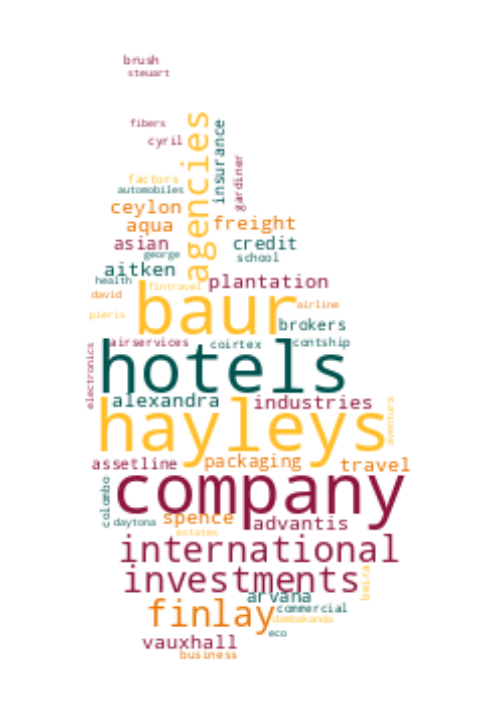 brush
steuart
fibers
cyril
agencies
insurance
gardiner
factors
automobiles
ceylon
aqua
freight
asian
credit
george
school
aitken
health
fintravel
plantation
david
baur
airline
pieris
brokers
airservices
coirtex
contship
electronics
hotels
alexandra
industries
hayleys
aventura
assetline
packaging
travel
company
colombo
daytona
spence
advantis
estates
international
investments
beira
arvana
finlay
commercial
dambakanda
eco
vauxhall
business